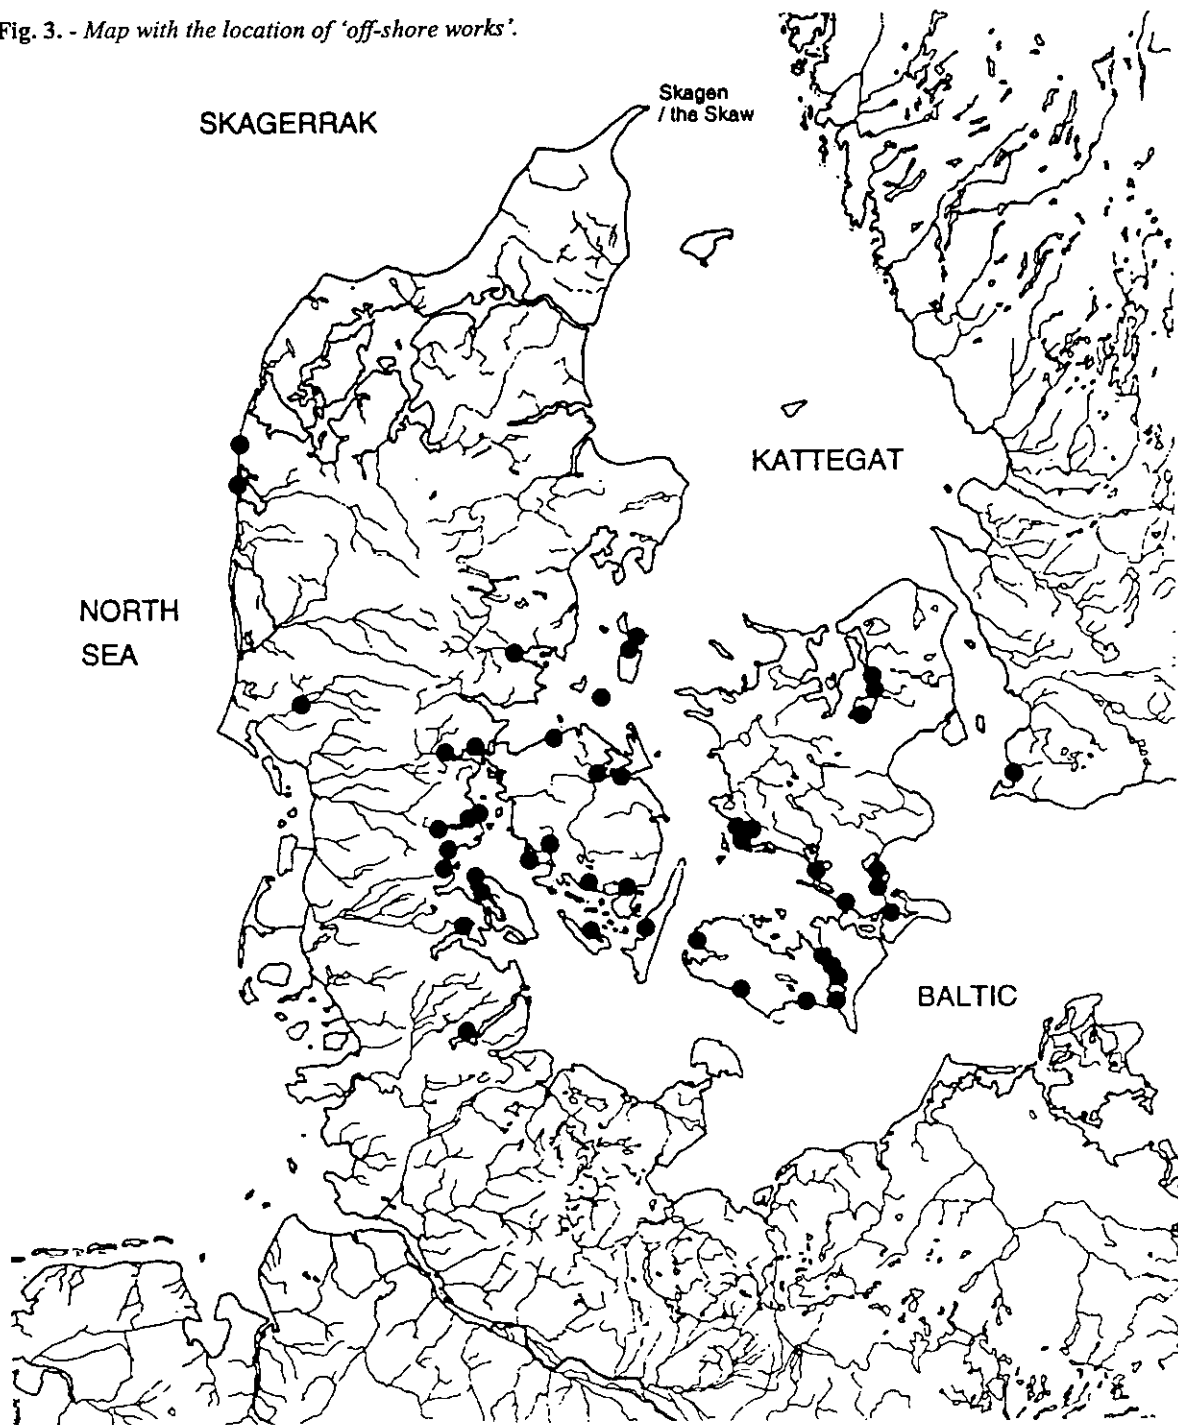 Fig. 3. - Map with the location of ‘off-shore works’.
Skagen
/ the Skaw
SKAGERRAK
KATTEGAT
NORTH
SEA
BALTIC